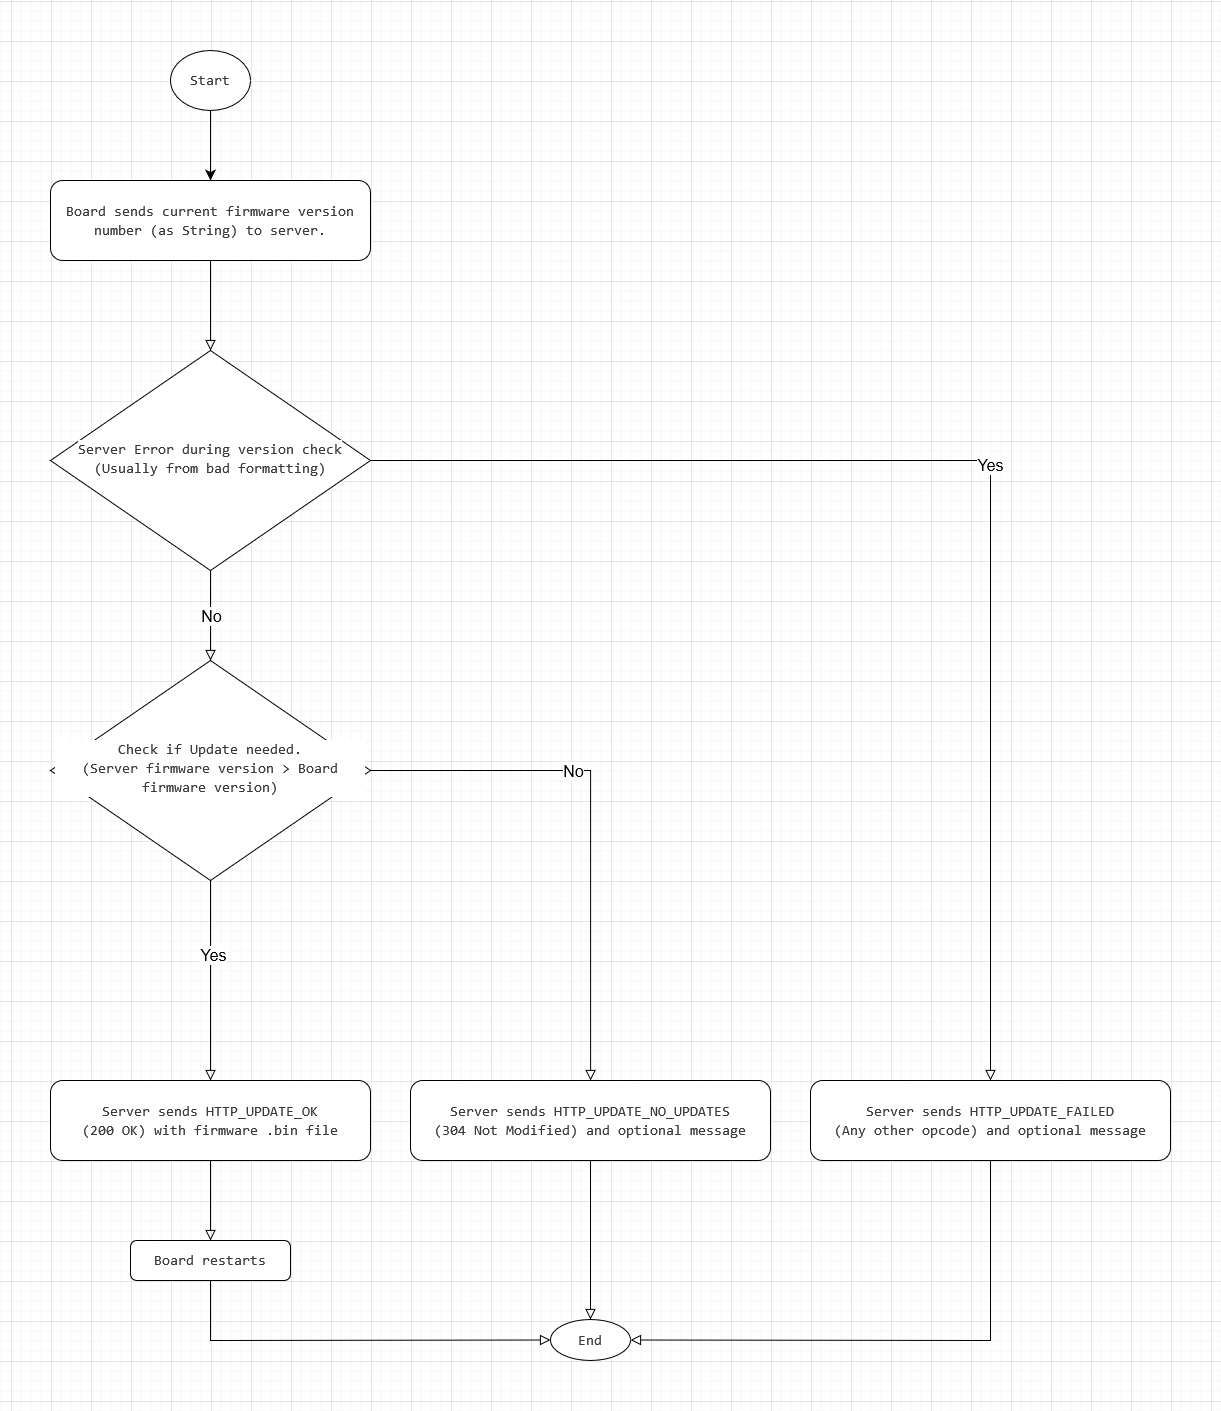 Start
Board sends current firmware version
number (as String) to server.
Server Error during version check
(Usually from bad formatting)
Yes
No
Check if Update needed.
(Server firmware version > Board
firmware version)
No
Yes
Server sends HTTP_UPDATE_OK
(200 OK) with firmware .bin file
Server sends HTTP_UPDATE_NO_UPDATES
(304 Not Modified) and optional message
Server sends HTTP_UPDATE_FAILED
(Any other opcode) and optional message
Board restarts
End